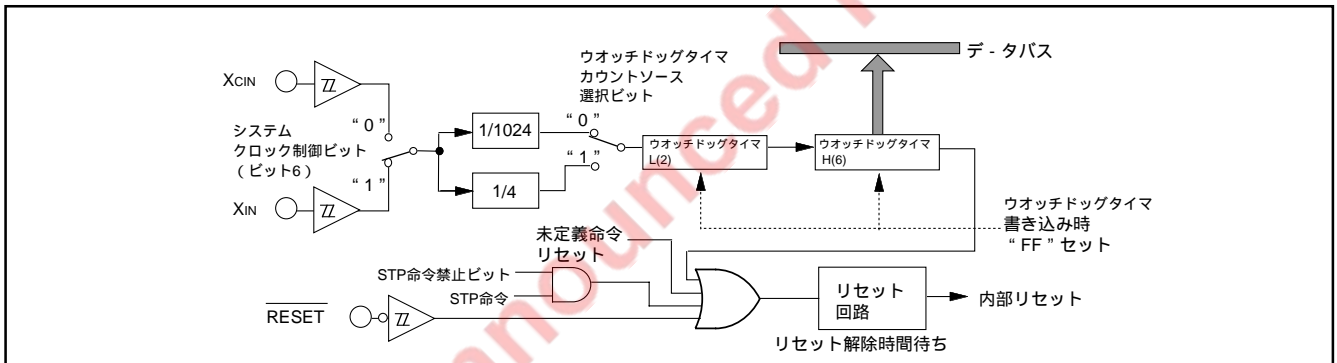 デ - タバス
ウオッチドッグタイマ
カウントソース
選択ビット
XCIN
“ 0 ”
1/1024
“ 0 ”
システム
クロック制御ビット
（ ビット6 ）
ウオッチドッグタイマ
L(2)
ウオッチドッグタイマ
H(6)
“ 1 ”
“ 1 ”
1/4
XIN
ウオッチドッグタイマ
書き込み時
“ FF ” セット
未定義命令
リセット
STP命令禁止ビット
STP命令
RESET
リセット
回路
内部リセット
リセット解除時間待ち
nounced